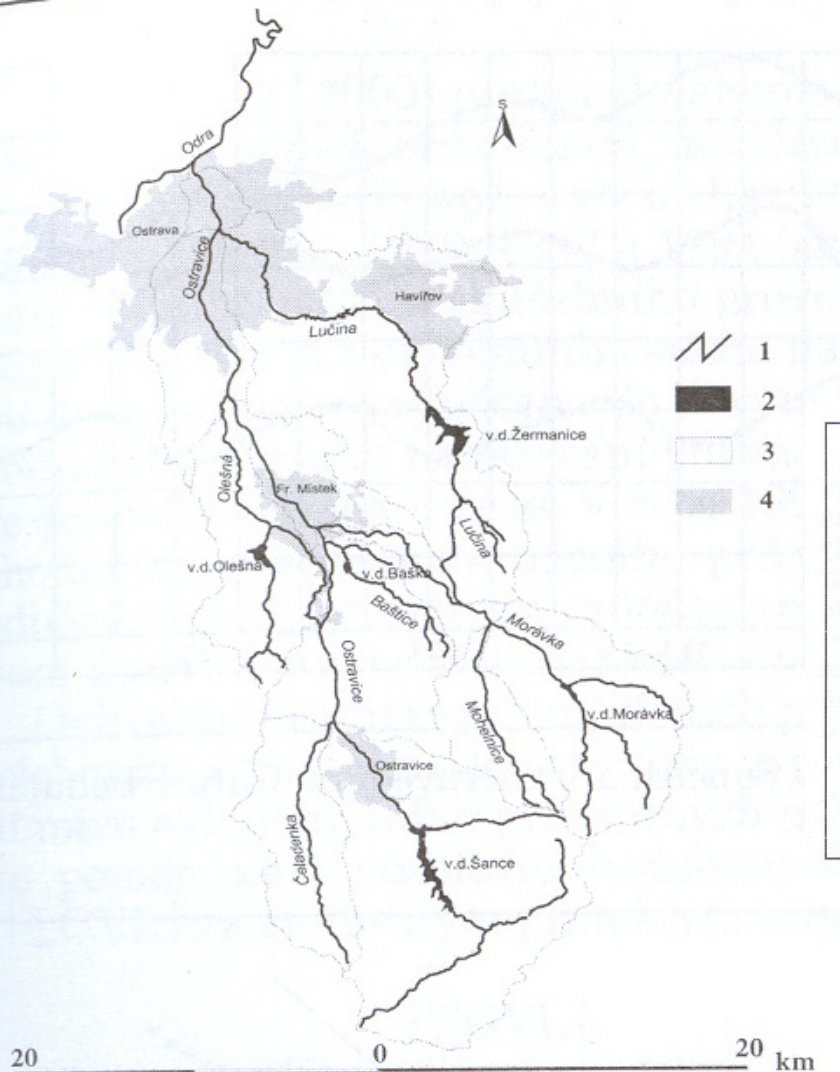 S
Odra
Ostrava
Ostravice
Havířov
Lučina
1
2
v.d.Žermanice
3
4
Olešná
Fr. Místek
Lučina
v.d.Olešná
v.d.Baška
Baštice
Morávka
Ostravice
Mohelnice
v.d.Morávka
Ostravice
Čeladenka
v.d.Šance
20
0
20
km